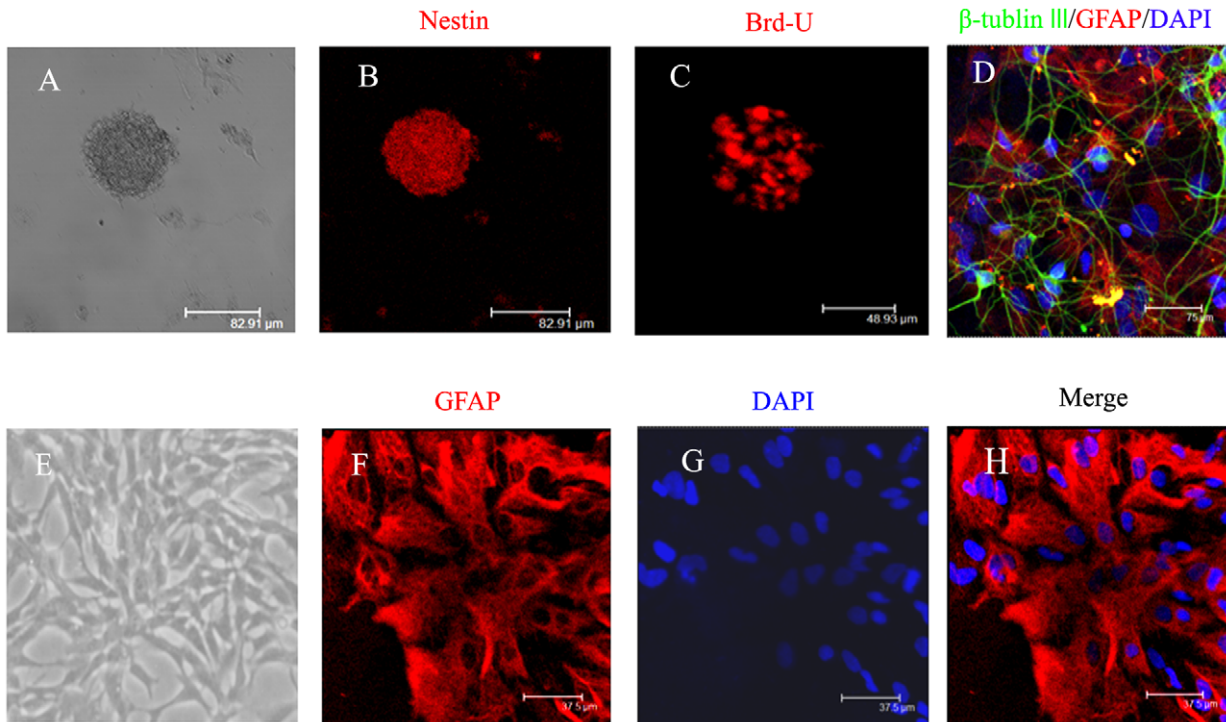 Nestin
Brd-U
β-tublin III/GFAP/DAPI
A
B
C
D
82.91 µm
82.91 µm
48.93 µm
75 µm
GFAP
DAPI
Merge
E
F
G
H
37.5 µm
37.5 µm
37.5 µm